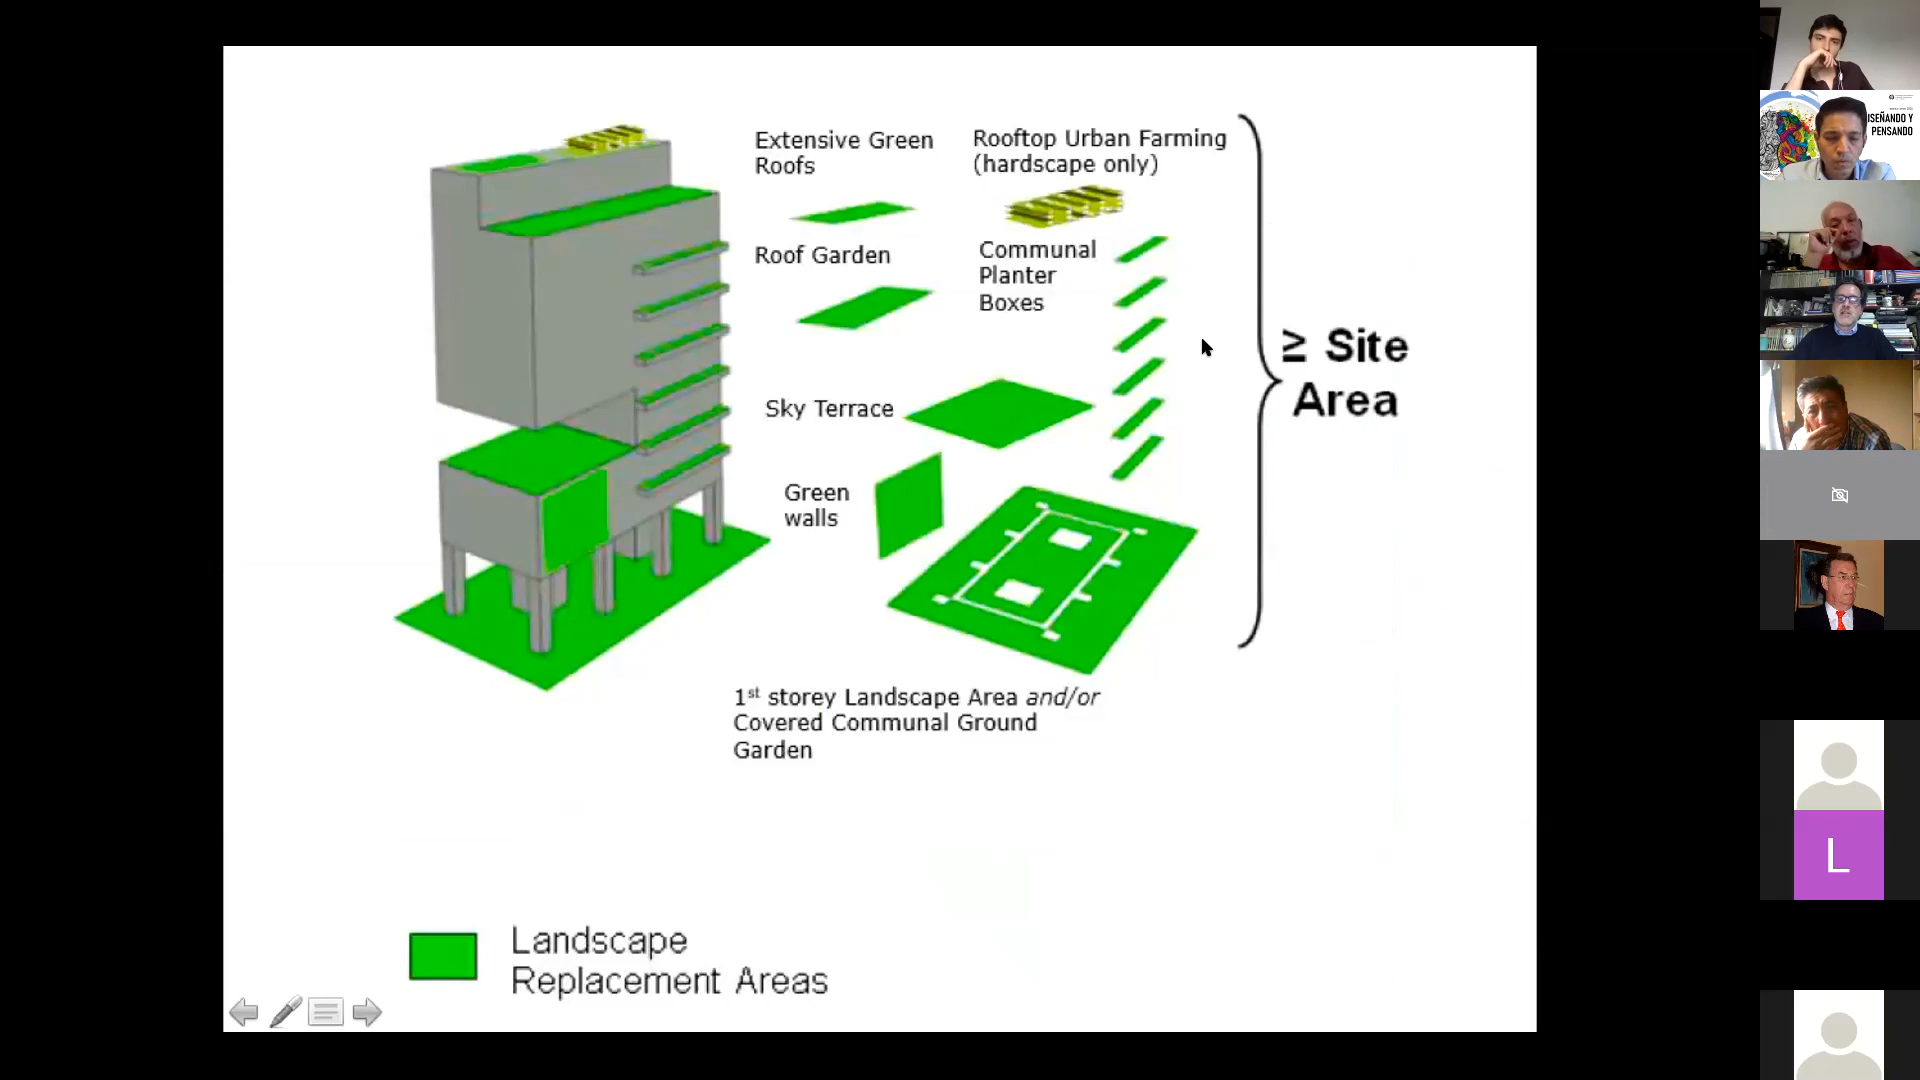 Extensive Green
Roofs
Rooftop Urban Farming
(hardscape only)
Roof Garden
Communal
Planter
Boxes
≥ Site
Area
Sky Terrace
Green
walls
1st storey Landscape Area and/or
Covered Communal Ground
Garden
Landscape
Replacement Areas
ISEÑANDO Y
PENSANDO
L